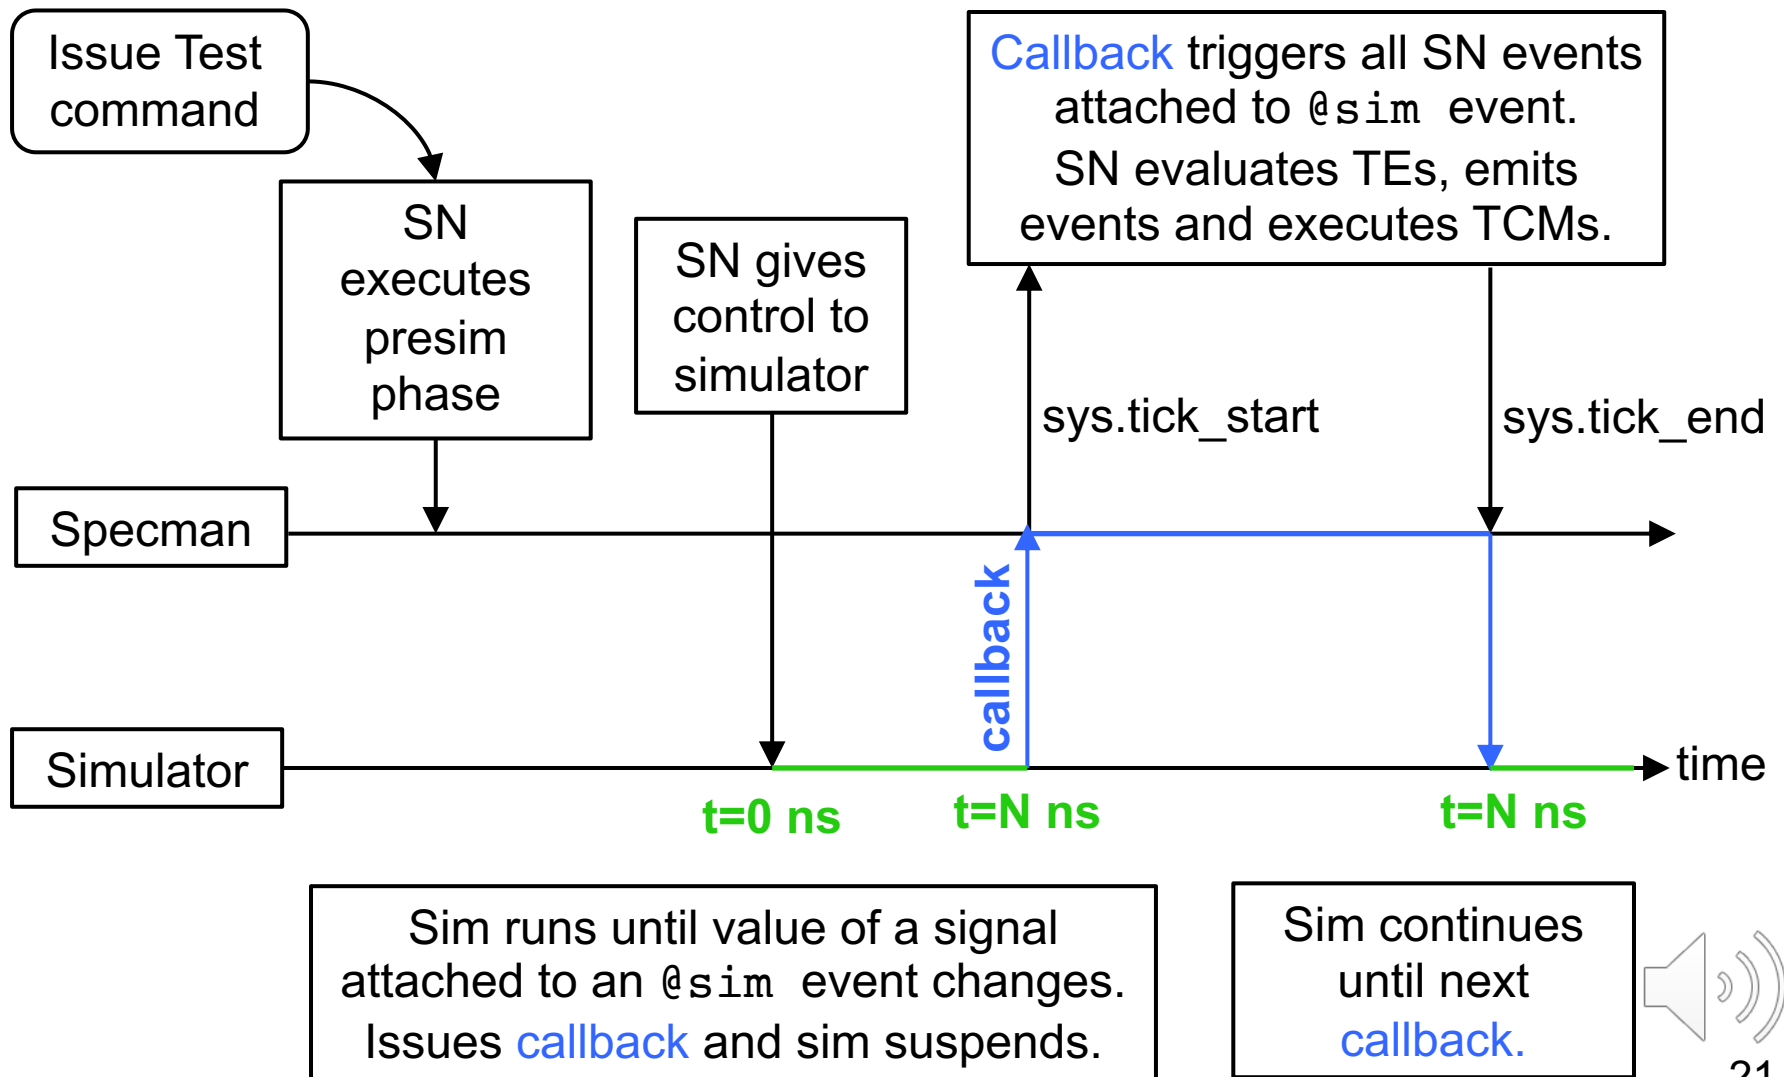 Issue Test
command
SN
executes
presim
phase
SN gives
control to
simulator
Callback triggers all SN events
attached to @sim event.
SN evaluates TEs, emits
events and executes TCMs.
sys.tick_start
sys.tick_end
Specman
callback
Simulator
time
t=0 ns
t=N ns
t=N ns
Sim runs until value of a signal
attached to an @sim event changes.
Issues callback and sim suspends.
Sim continues
until next
callback.
21